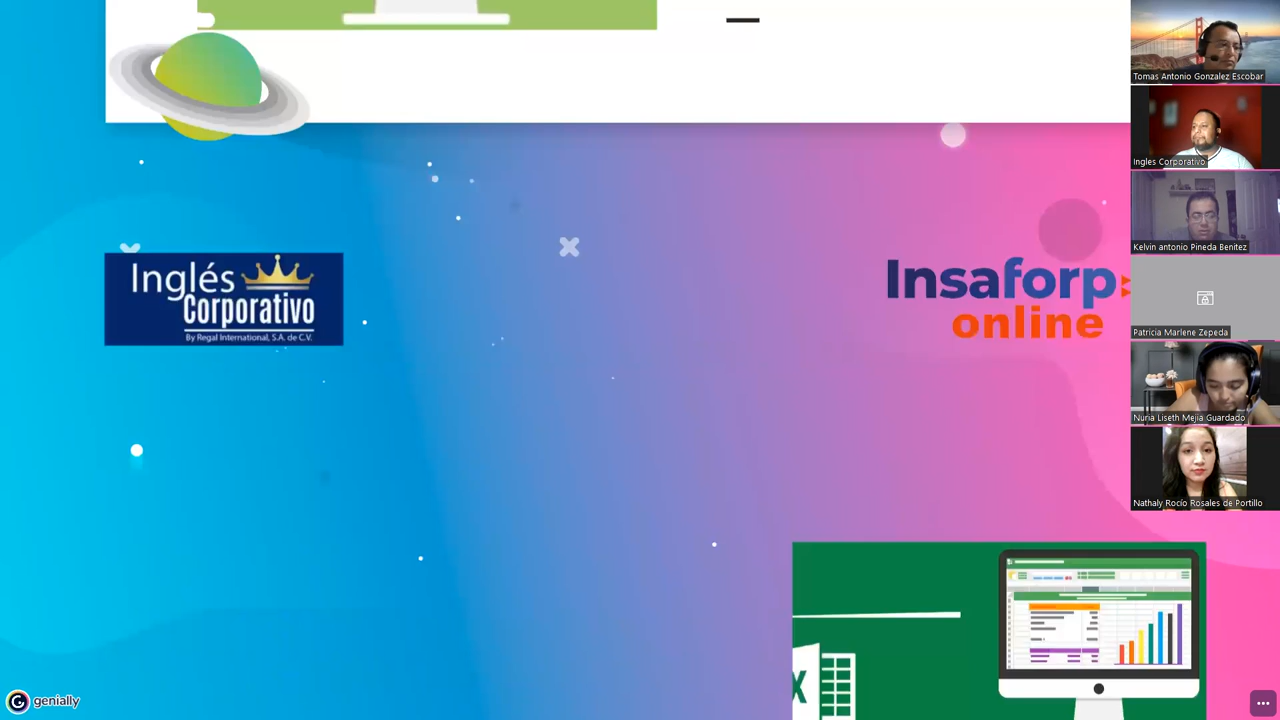 Tomas Antonio Gonzalez Escobar
Ingles Corporativo
Kelvin antonio Pineda Benitez
Inglés
Corporativo
By Regal International, S.A. de C.V.
Insaforp
online
Patricia Marlene Zepeda
Nuria Liseth Mejia Guardado
Nathaly Rocío Rosales de Portillo
X
genially